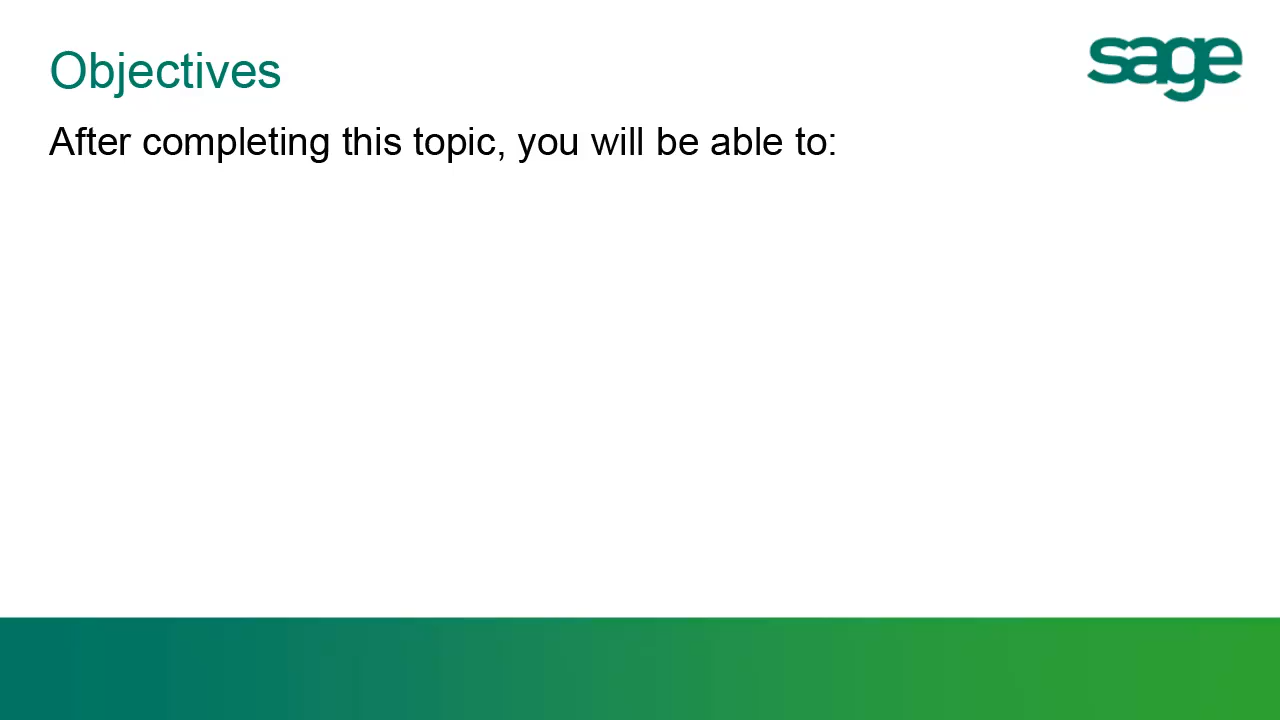 Objectives
sage
After completing this topic, you will be able to: